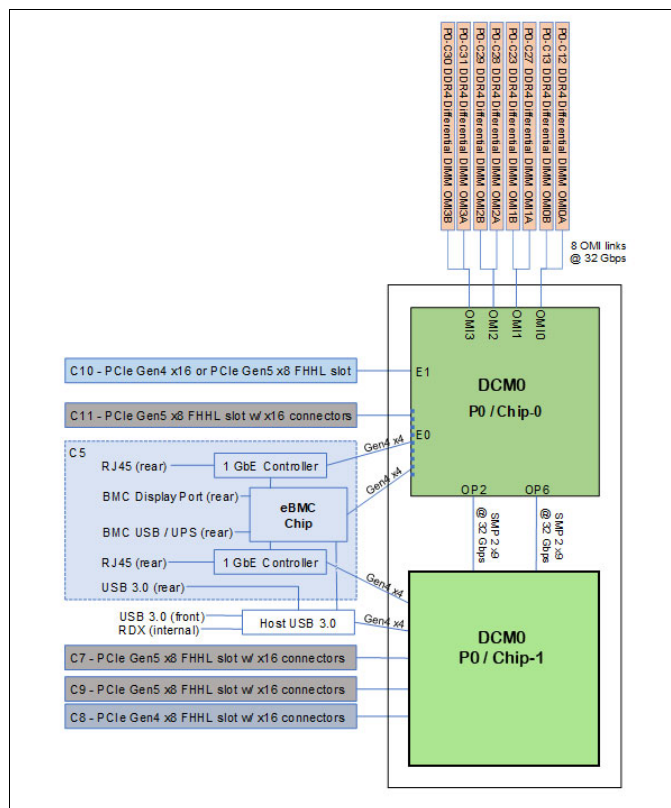 P0-C30 DDR4 Differential DIMM OMI3B
P0-C31 DDR4 Differential DIMM OMI3A
P0-C29 DDR4 Differential DIMM OMI2B
P0-C28 DDR4 Differential DIMM OMI2A
P0-C23 DDR4 Differential DIMM OMI1B
P0-C27 DDR4 Differential DIMM OMI1A
P0-C13 DDR4 Differential DIMM OMI0B
P0-C12 DDR4 Differential DIMM OMI0A
8 OMI links
@ 32 Gbps
OMI3
OMI2
OMI1
OMI0
C10 - PCIe Gen4 x16 or PCIe Gen5 x8 FHHL slot
E1
DCM0
P0 / Chip-0
C11 - PCIe Gen5 x8 FHHL slot w/ x16 connectors
E0
Gen4 x4
C5
RJ45 (rear)
1 GbE Controller
Gen4 x4
BMC Display Port (rear)
eBMC
Chip
BMC USB / UPS (rear)
OP2
OP6
SMP 2 x9
@ 32 Gbps
SMP 2 x9
@ 32 Gbps
RJ45 (rear)
1 GbE Controller
Gen4 x4
USB 3.0 (rear)
USB 3.0 (front)
RDX (internal)
Host USB 3.0
Gen4 x4
DCM0
P0 / Chip-1
C7 - PCIe Gen5 x8 FHHL slot w/ x16 connectors
C9 - PCIe Gen5 x8 FHHL slot w/ x16 connectors
C8 - PCIe Gen4 x8 FHHL slot w/ x16 connectors